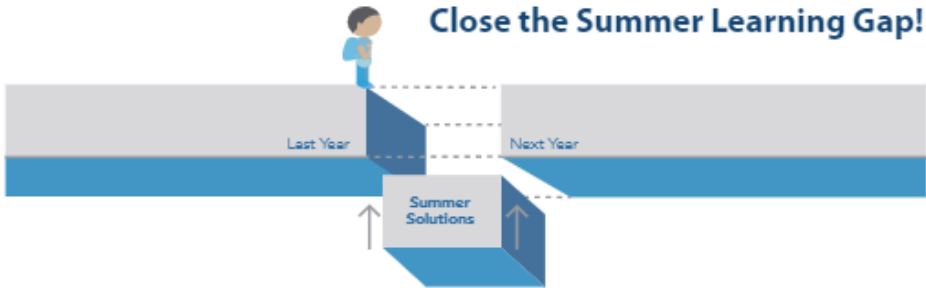 Close the Summer Learning Gap!
Last Year
Next Year
Summer
Solutions